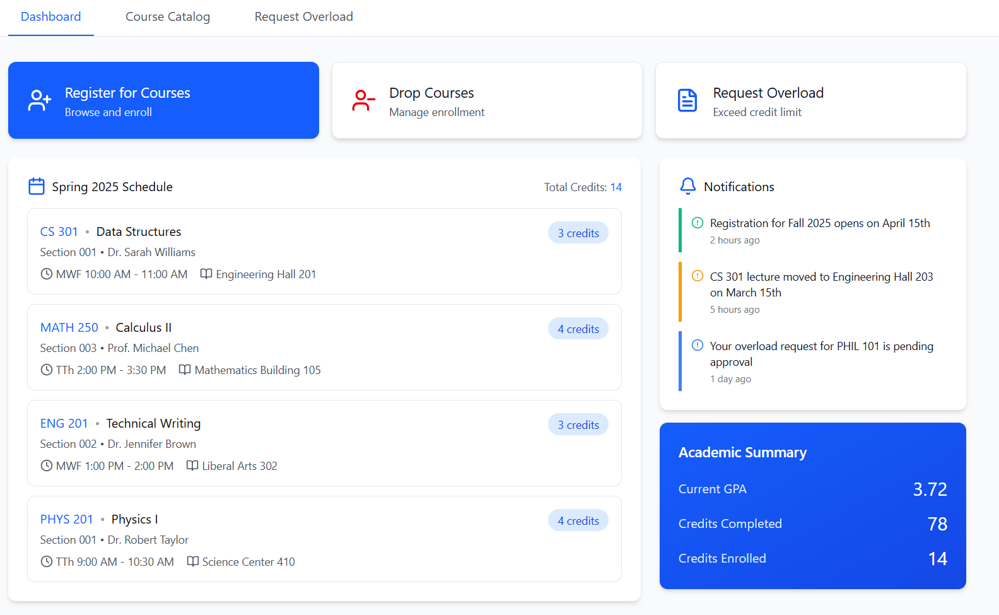 Dashboard
Course Catalog
Request Overload
Register for Courses
Browse and enroll
Drop Courses
Manage enrollment
Request Overload
Exceed credit limit
Spring 2025 Schedule
Total Credits: 14
CS 301 • Data Structures
3 credits
Section 001 • Dr. Sarah Williams
MWF 10:00 AM - 11:00 AM
Engineering Hall 201
MATH 250 • Calculus II
4 credits
Section 003 • Prof. Michael Chen
TTh 2:00 PM - 3:30 PM
Mathematics Building 105
ENG 201 • Technical Writing
3 credits
Section 002 • Dr. Jennifer Brown
MWF 1:00 PM - 2:00 PM
Liberal Arts 302
PHYS 201 • Physics I
4 credits
Section 001 • Dr. Robert Taylor
TTh 9:00 AM - 10:30 AM
Science Center 410
Notifications
Registration for Fall 2025 opens on April 15th
2 hours ago
CS 301 lecture moved to Engineering Hall 203
on March 15th
5 hours ago
Your overload request for PHIL 101 is pending
approval
1 day ago
Academic Summary
Current GPA
3.72
Credits Completed
78
Credits Enrolled
14